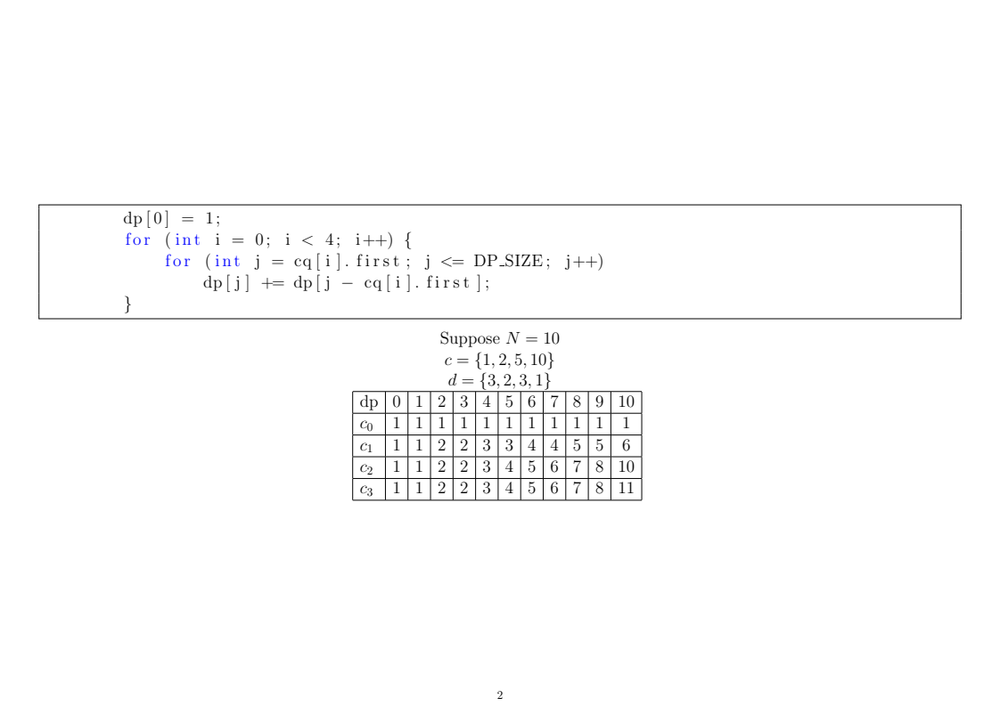 dp[0] = 1;
for (int i = 0; i < 4; i++) {
for (int j = cq[i].first; j <= DP_SIZE; j++)
dp[j] += dp[j - cq[i].first];
}
Suppose N = 10
c = {1, 2, 5, 10}
d = {3, 2, 3, 1}
dp 0 1 2 3 4 5 6 7 8 9 10
c₀ 1 1 1 1 1 1 1 1 1 1 1
c₁ 1 1 2 2 3 3 4 4 5 5 6
c₂ 1 1 2 2 3 4 5 6 7 8 10
c₃ 1 1 2 2 3 4 5 6 7 8 11
2